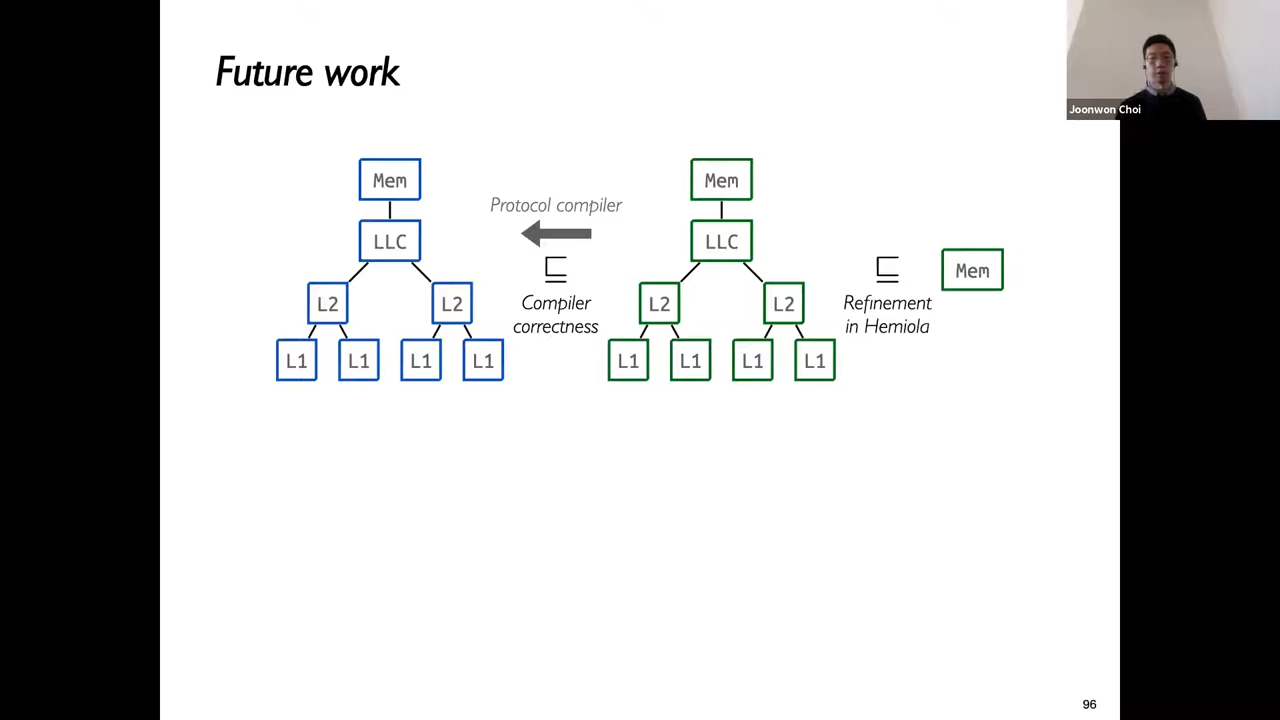 Future work
Joonwon Choi
Mem
Mem
Protocol compiler
LLC
LLC
⊑
⊑
Mem
L2
L2
Compiler
correctness
L2
L2
Refinement
in Hemiola
L1
L1
L1
L1
L1
L1
L1
L1
96